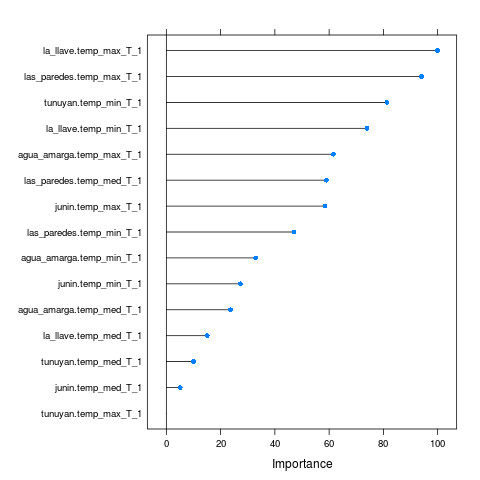 la_llave.temp_max_T_1
las_paredes.temp_max_T_1
tunuyan.temp_min_T_1
la_llave.temp_min_T_1
agua_amarga.temp_max_T_1
las_paredes.temp_med_T_1
junin.temp_max_T_1
las_paredes.temp_min_T_1
agua_amarga.temp_min_T_1
junin.temp_min_T_1
agua_amarga.temp_med_T_1
la_llave.temp_med_T_1
tunuyan.temp_med_T_1
junin.temp_med_T_1
tunuyan.temp_max_T_1
0 20 40 60 80 100
Importance